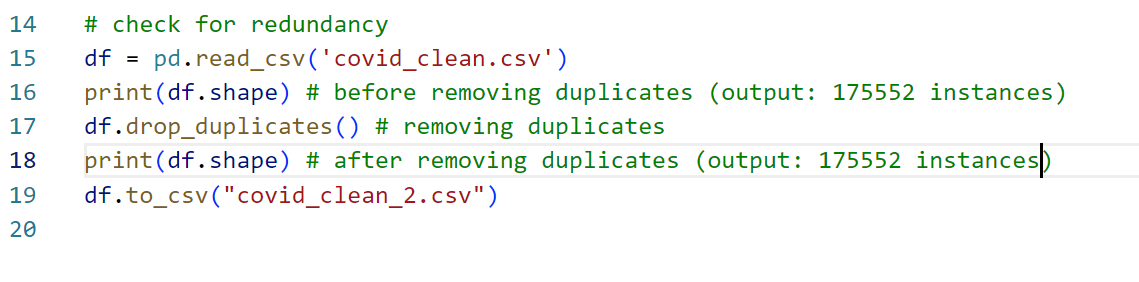 14 # check for redundancy
15 df = pd.read_csv('covid_clean.csv')
16 print(df.shape) # before removing duplicates (output: 175552 instances)
17 df.drop_duplicates() # removing duplicates
18 print(df.shape) # after removing duplicates (output: 175552 instances)
19 df.to_csv("covid_clean_2.csv")
20